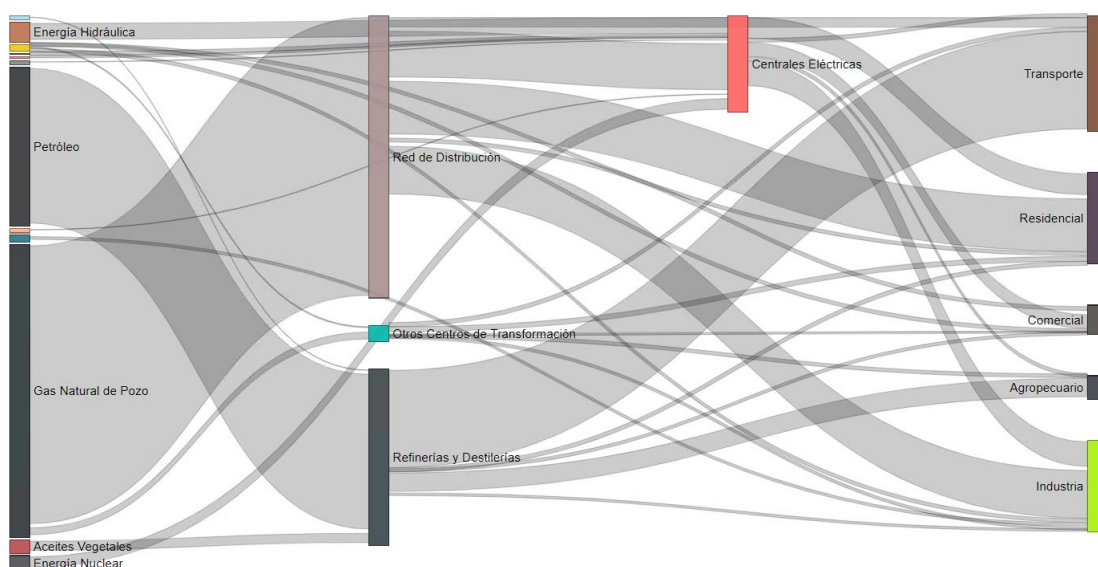 Energía Hidráulica
Centrales Eléctricas
Transporte
Petróleo
Red de Distribución
Residencial
Comercial
Otros Centros de Transformación
Gas Natural de Pozo
Agropecuario
Refinerías y Destilerías
Industria
Aceites Vegetales
Energía Nuclear